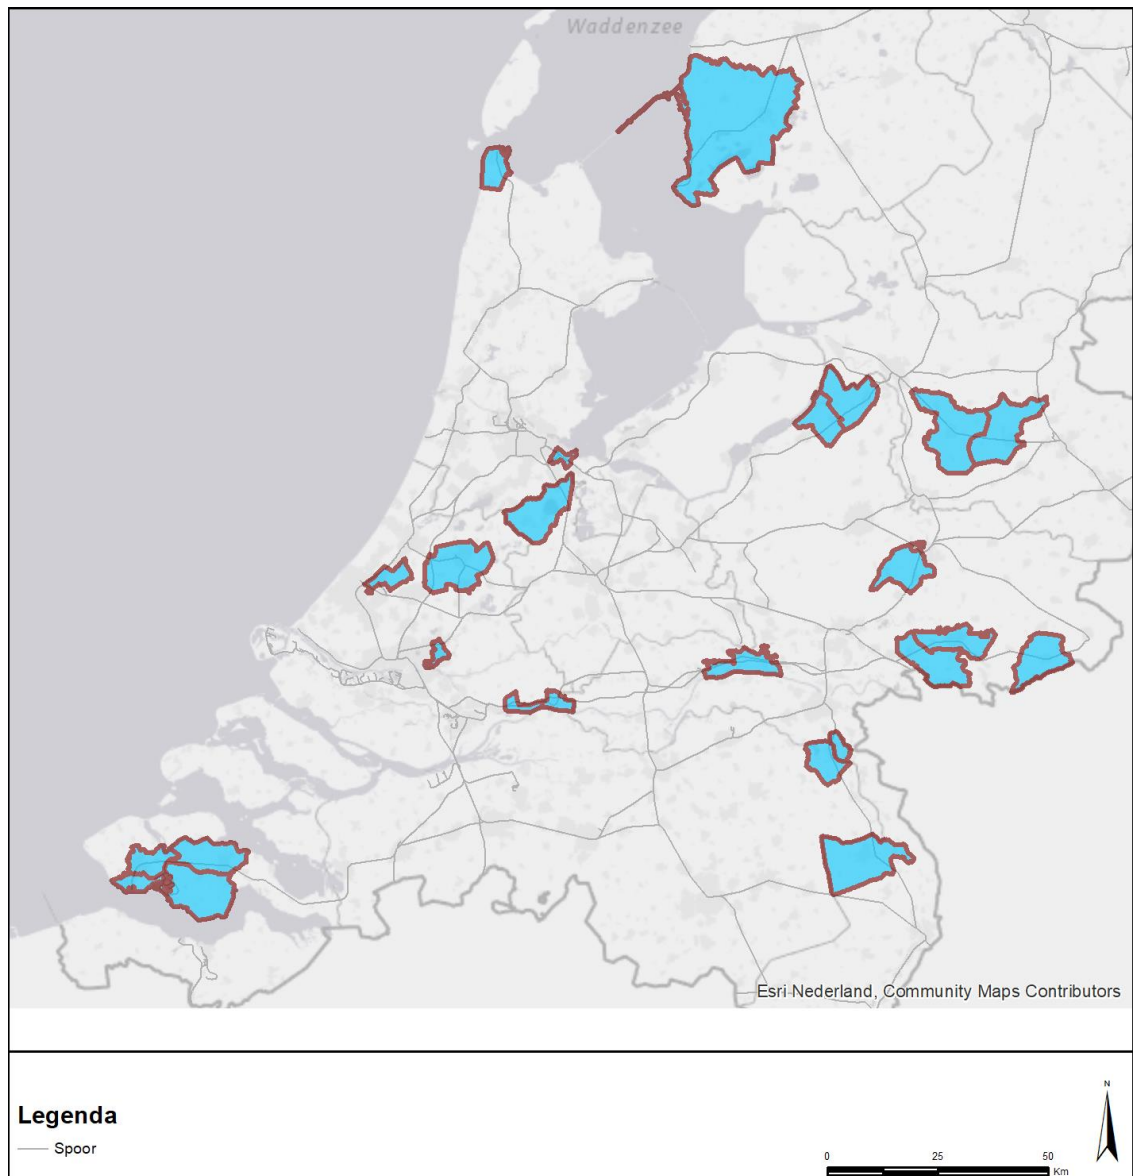 Waddenzee
Esri Nederland, Community Maps Contributors
Legenda
Spoor
N
0 25 50
Km